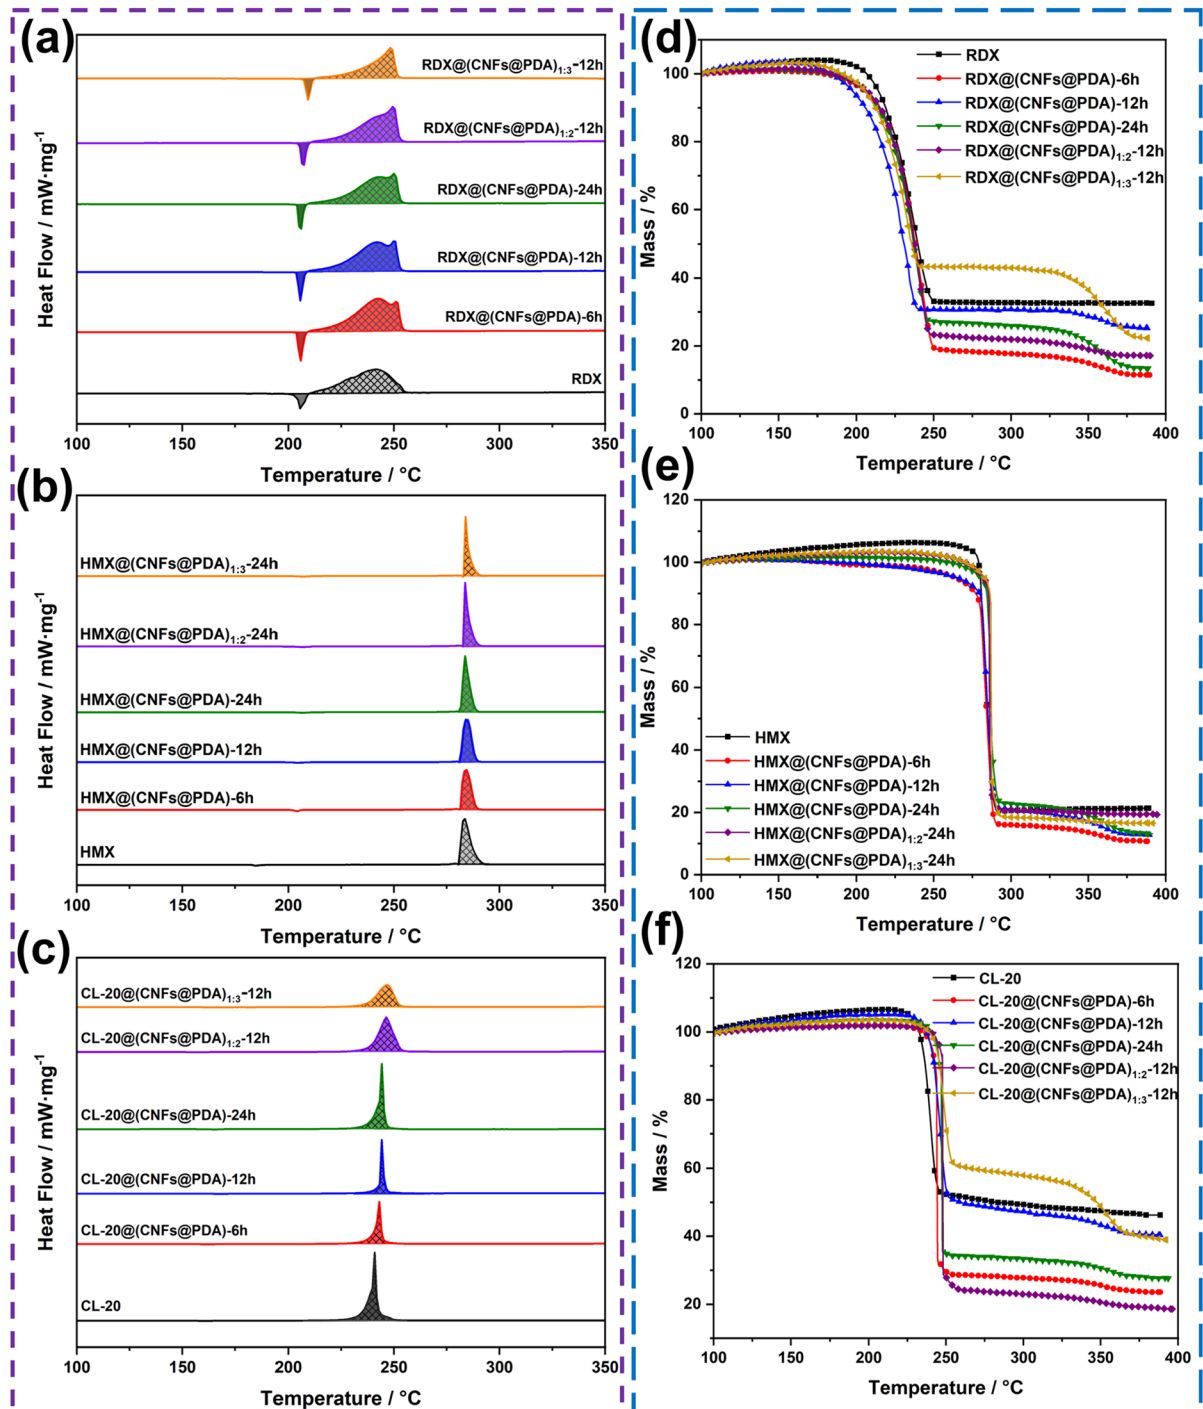 (a)
RDX@(CNFs@PDA)1:3-12h
RDX@(CNFs@PDA)1:2-12h
RDX@(CNFs@PDA)-24h
RDX@(CNFs@PDA)-12h
RDX@(CNFs@PDA)-6h
RDX
Heat Flow / mW·mg-1
100 150 200 250 300 350
Temperature / °C
(b)
HMX@(CNFs@PDA)1:3-24h
HMX@(CNFs@PDA)1:2-24h
HMX@(CNFs@PDA)-24h
HMX@(CNFs@PDA)-12h
HMX@(CNFs@PDA)-6h
HMX
Heat Flow / mW·mg-1
100 150 200 250 300 350
Temperature / °C
(c)
CL-20@(CNFs@PDA)1:3-12h
CL-20@(CNFs@PDA)1:2-12h
CL-20@(CNFs@PDA)-24h
CL-20@(CNFs@PDA)-12h
CL-20@(CNFs@PDA)-6h
CL-20
Heat Flow / mW·mg-1
100 150 200 250 300 350
Temperature / °C
(d)
RDX
RDX@(CNFs@PDA)-6h
RDX@(CNFs@PDA)-12h
RDX@(CNFs@PDA)-24h
RDX@(CNFs@PDA)1:2-12h
RDX@(CNFs@PDA)1:3-12h
100
80
60
40
20
0
Mass / %
100 150 200 250 300 350 400
Temperature / °C
(e)
120
100
80
60
40
20
0
Mass / %
HMX
HMX@(CNFs@PDA)-6h
HMX@(CNFs@PDA)-12h
HMX@(CNFs@PDA)-24h
HMX@(CNFs@PDA)1:2-24h
HMX@(CNFs@PDA)1:3-24h
100 150 200 250 300 350 400
Temperature / °C
(f)
CL-20
CL-20@(CNFs@PDA)-6h
CL-20@(CNFs@PDA)-12h
CL-20@(CNFs@PDA)-24h
CL-20@(CNFs@PDA)1:2-12h
CL-20@(CNFs@PDA)1:3-12h
120
100
80
60
40
20
Mass / %
100 150 200 250 300 350 400
Temperature / °C